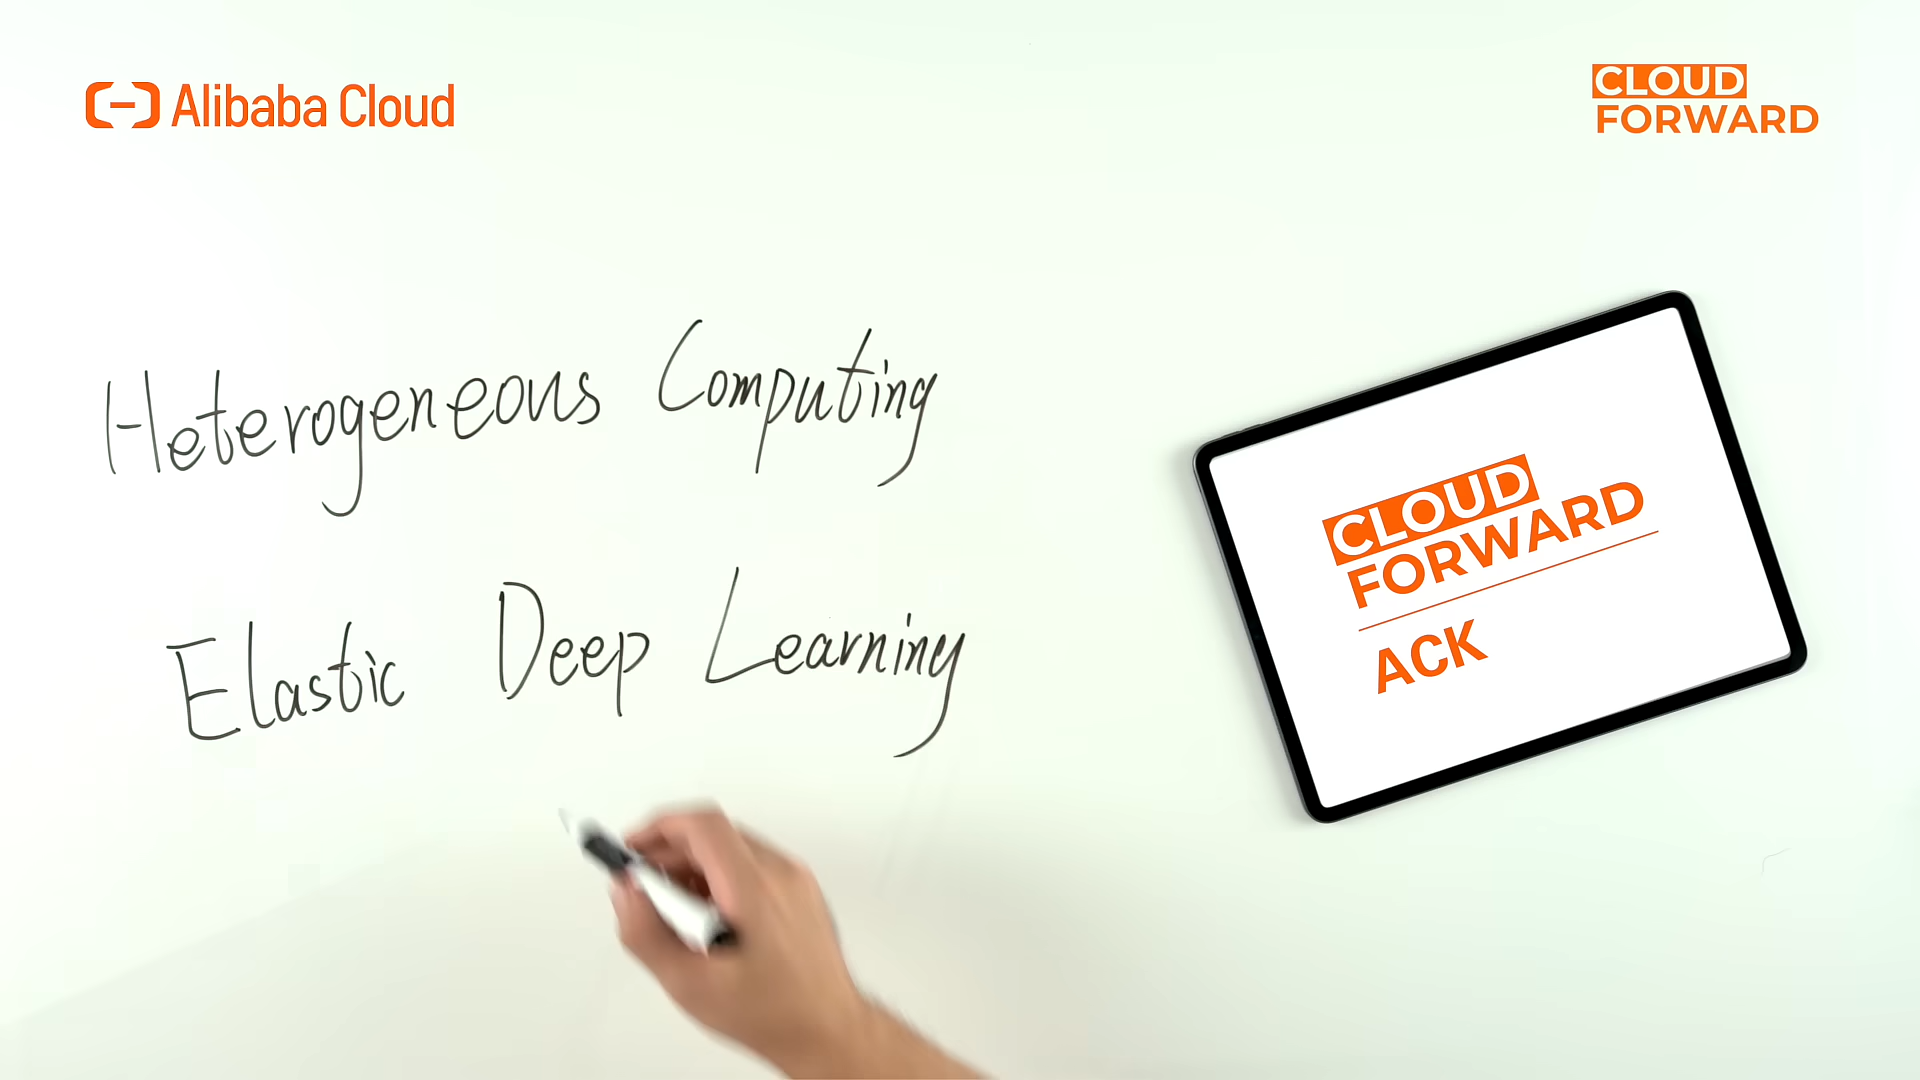 Alibaba Cloud
CLOUD
FORWARD
Heterogeneous Computing
Elastic Deep Learning
CLOUD
FORWARD
ACK